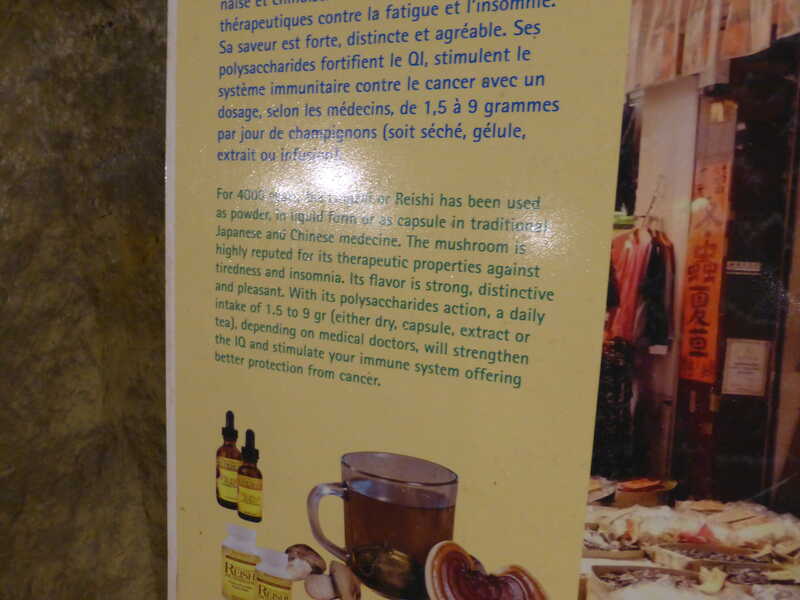 naise et chinoise
thérapeutiques contre la fatigue et l'insomnie.
Sa saveur est forte, distincte et agréable. Ses
polysaccharides fortifient le QI, stimulent le
système immunitaire contre le cancer avec un
dosage, selon les médecins, de 1,5 à 9 grammes
par jour de champignons (soit séché, gélule,
extrait ou infusion).
For 4000 or Reishi has been used
as powder, in liquid form or as capsule in traditional
Japanese and Chinese medecine. The mushroom is
highly reputed for its therapeutic properties against
tiredness and insomnia. Its flavor is strong, distinctive
and pleasant. With its polysaccharides action, a daily
intake of 1.5 to 9 gr (either dry, capsule, extract or
tea), depending on medical doctors, will strengthen
the IQ and stimulate your immune system offering
better protection from cancer.
REISHI
REISHI